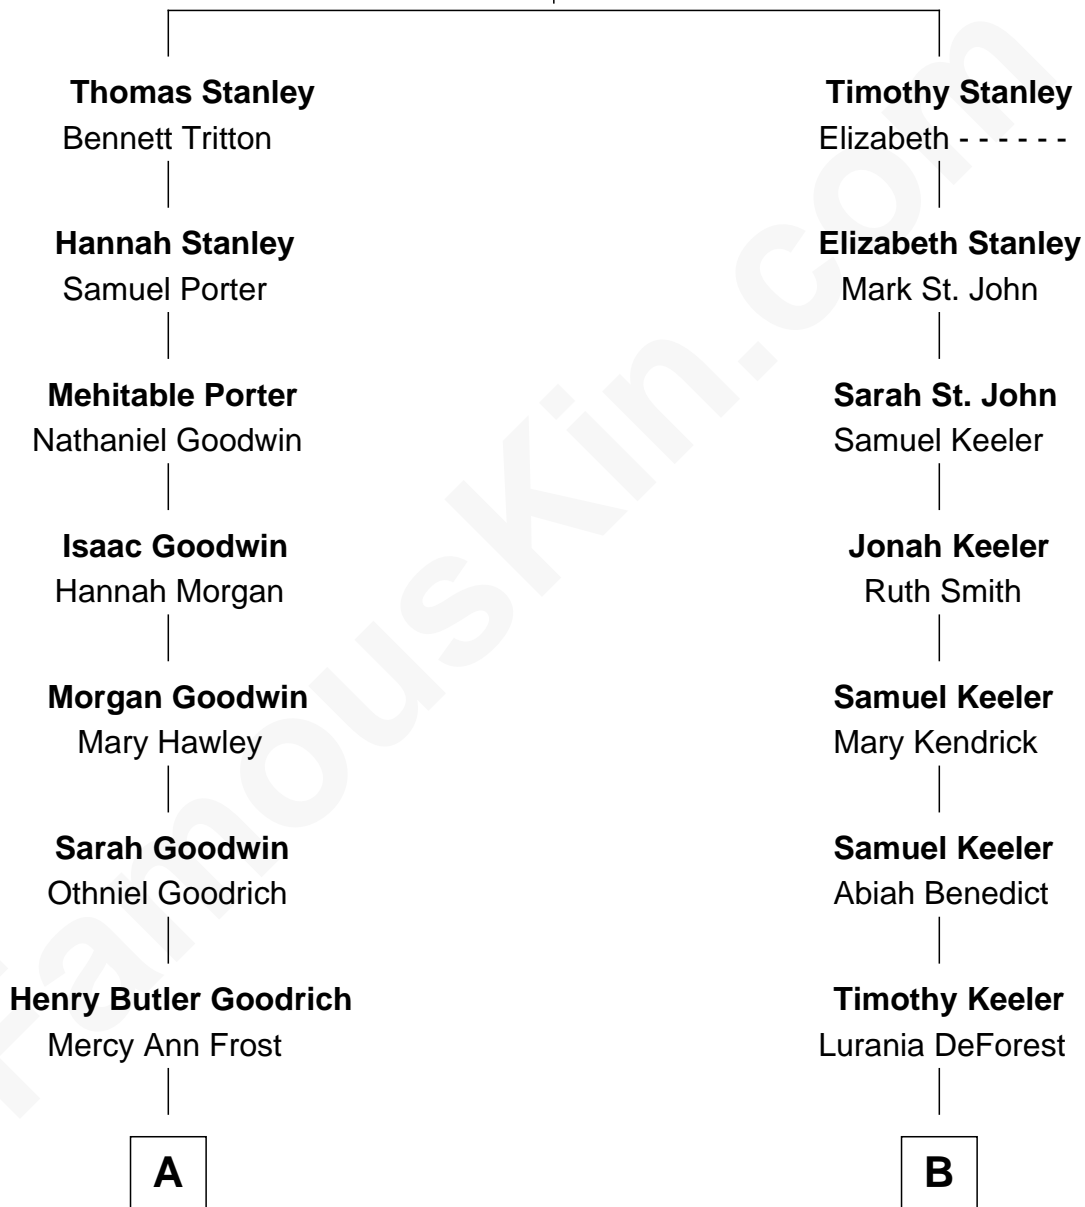 Thomas Stanley
Bennett Tritton
Hannah Stanley
Samuel Porter
Mehitable Porter
Nathaniel Goodwin
Isaac Goodwin
Hannah Morgan
Morgan Goodwin
Mary Hawley
Sarah Goodwin
Othniel Goodrich
Henry Butler Goodrich
Mercy Ann Frost
A
Timothy Stanley
Elizabeth - - - - - -
Elizabeth Stanley
Mark St. John
Sarah St. John
Samuel Keeler
Jonah Keeler
Ruth Smith
Samuel Keeler
Mary Kendrick
Samuel Keeler
Abiah Benedict
Timothy Keeler
Lurania DeForest
B
FamousKin.com